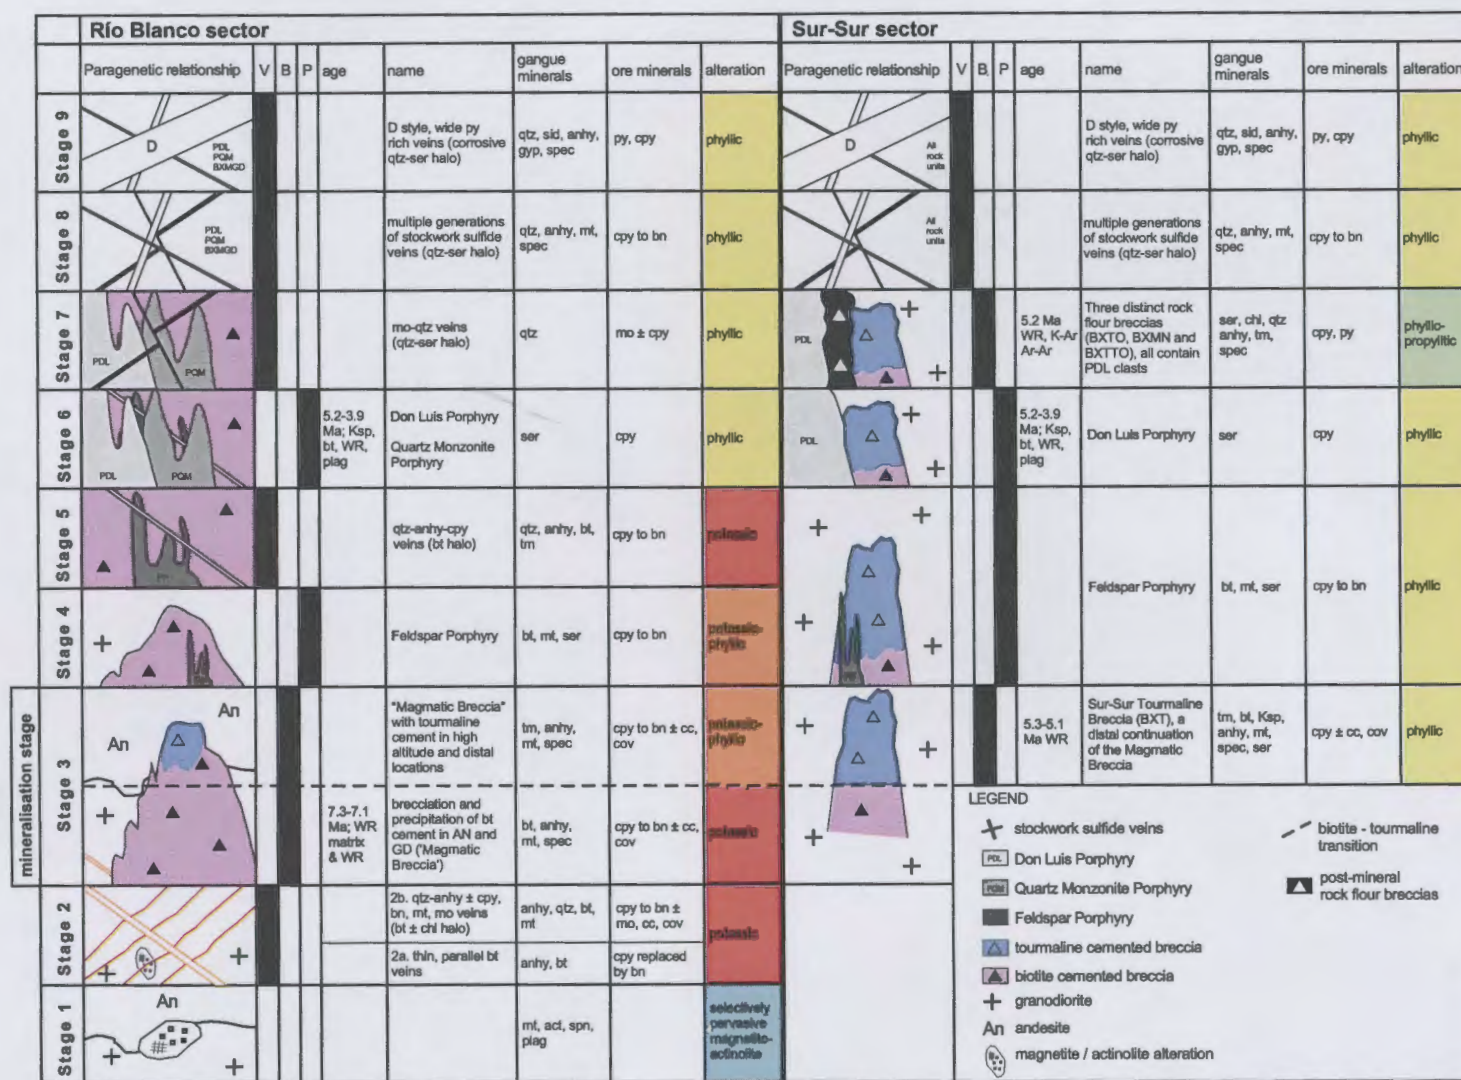 Río Blanco sector
Sur-Sur sector
Paragenetic relationship V B P age name gangue minerals ore minerals alteration
Paragenetic relationship V B P age name gangue minerals ore minerals alteration
Stage 9
D
PDL
PQM
BXMGD
D style, wide py
rich veins (corrosive
qtz-ser halo)
qtz, sid, anhy,
gyp, spec
py, cpy
phyllic
D
All
rock
units
D style, wide py
rich veins (corrosive
qtz-ser halo)
qtz, sid, anhy,
gyp, spec
py, cpy
phyllic
Stage 8
PDL
PQM
BXMGD
multiple generations
of stockwork sulfide
veins (qtz-ser halo)
qtz, anhy, mt,
spec
cpy to bn
phyllic
All
rock
units
multiple generations
of stockwork sulfide
veins (qtz-ser halo)
qtz, anhy, mt,
spec
cpy to bn
phyllic
Stage 7
PDL
PQM
mo-qtz veins
(qtz-ser halo)
qtz
mo ± cpy
phyllic
PDL
5.2 Ma
WR, K-Ar
Ar-Ar
Three distinct rock
flour breccias
(BXTO, BXMN and
BXTTO), all contain
PDL clasts
ser, chl, qtz
anhy, tm,
spec
cpy, py
phyllo-
propylitic
Stage 6
PDL
PQM
5.2-3.9
Ma; Ksp,
bt, WR,
plag
Don Luis Porphyry
Quartz Monzonite
Porphyry
ser
cpy
phyllic
PDL
5.2-3.9
Ma; Ksp,
bt, WR,
plag
Don Luis Porphyry
ser
cpy
phyllic
Stage 5
qtz-anhy-cpy
veins (bt halo)
qtz, anhy, bt,
tm
cpy to bn
potassic
Stage 4
Feldspar Porphyry
bt, mt, ser
cpy to bn
potassic-
phyllic
Feldspar Porphyry
bt, mt, ser
cpy to bn
phyllic
mineralisation stage
Stage 3
An
An
"Magmatic Breccia"
with tourmaline
cement in high
altitude and distal
locations
tm, anhy,
mt, spec
cpy to bn ± cc,
cov
potassic-
phyllic
5.3-5.1
Ma WR
Sur-Sur Tourmaline
Breccia (BXT), a
distal continuation
of the Magmatic
Breccia
tm, bt, Ksp,
anhy, mt,
spec, ser
cpy ± cc, cov
phyllic
7.3-7.1
Ma; WR
matrix
& WR
brecciation and
precipitation of bt
cement in AN and
GD ('Magmatic
Breccia')
bt, anhy,
mt, spec
cpy to bn ± cc,
cov
potassic
Stage 2
2b. qtz-anhy ± cpy,
bn, mt, mo veins
(bt ± chl halo)
anhy, qtz, bt,
mt
cpy to bn ±
mo, cc, cov
potassic
2a. thin, parallel bt
veins
anhy, bt
cpy replaced
by bn
Stage 1
An
mt, act, spn,
plag
selectively
pervasive
magnetite-
actinolite
LEGEND
stockwork sulfide veins
PDL Don Luis Porphyry
PQM Quartz Monzonite Porphyry
Feldspar Porphyry
tourmaline cemented breccia
biotite cemented breccia
granodiorite
An andesite
magnetite / actinolite alteration
biotite - tourmaline
transition
post-mineral
rock flour breccias